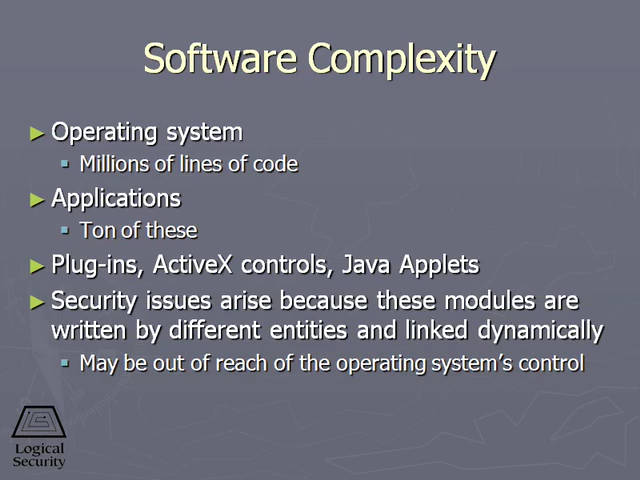 Software Complexity
► Operating system
▪ Millions of lines of code
► Applications
▪ Ton of these
► Plug-ins, ActiveX controls, Java Applets
► Security issues arise because these modules are
written by different entities and linked dynamically
▪ May be out of reach of the operating system's control
Logical
Security